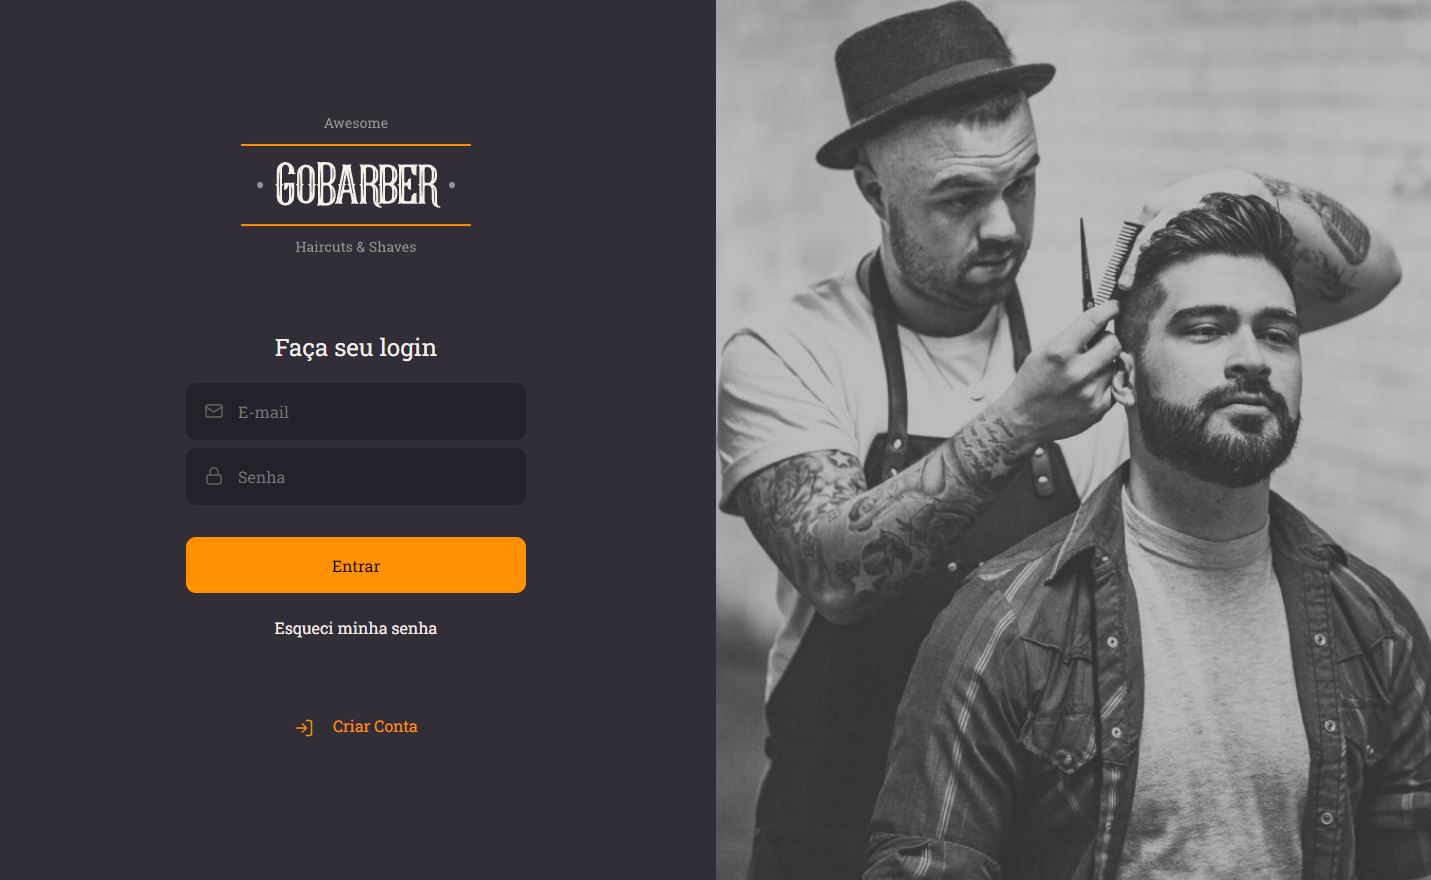 Awesome
GOBARBER
Haircuts & Shaves
Faça seu login
E-mail
Senha
Entrar
Esqueci minha senha
Criar Conta